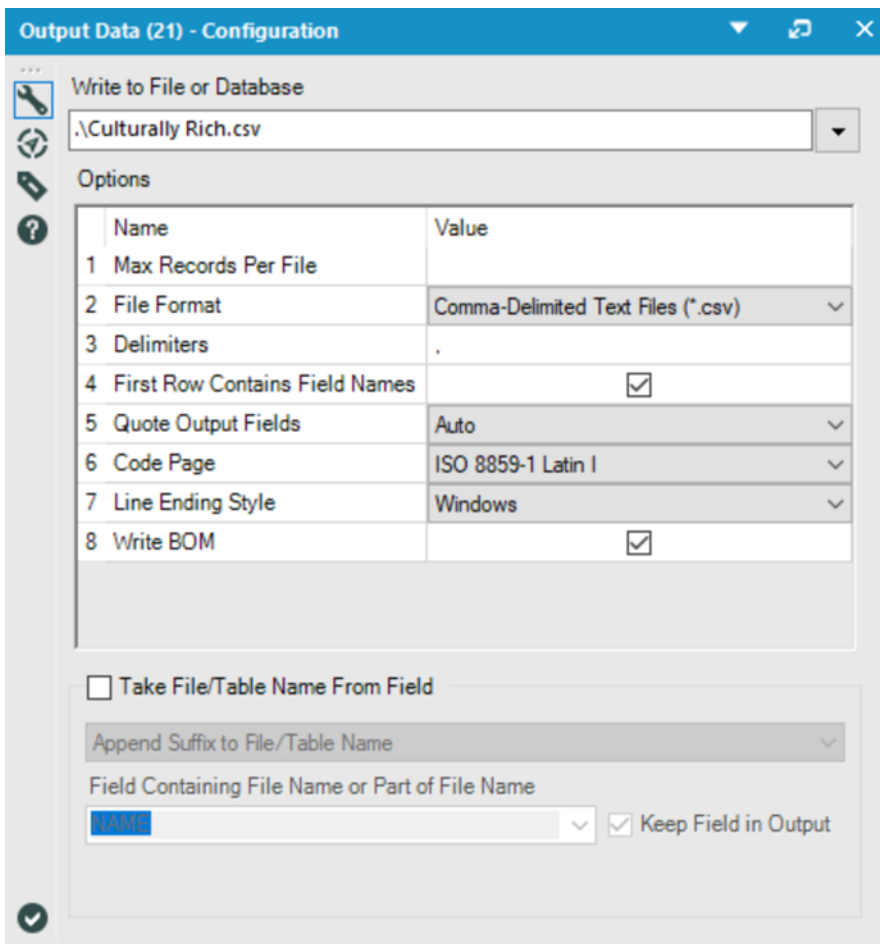 Output Data (21) - Configuration
Write to File or Database
.\Culturally Rich.csv
Options
Name Value
1 Max Records Per File
2 File Format Comma-Delimited Text Files (*.csv)
3 Delimiters ,
4 First Row Contains Field Names
5 Quote Output Fields Auto
6 Code Page ISO 8859-1 Latin I
7 Line Ending Style Windows
8 Write BOM
Take File/Table Name From Field
Append Suffix to File/Table Name
Field Containing File Name or Part of File Name
NAME Keep Field in Output